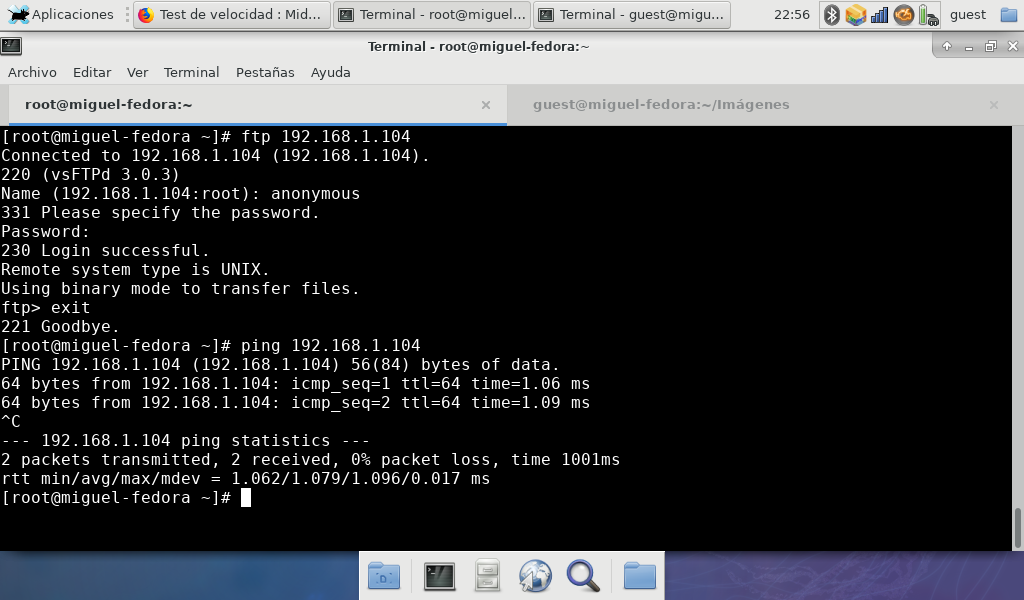 Aplicaciones
Test de velocidad : Mid...
Terminal - root@miguel...
Terminal - guest@migu...
22:56
guest
Terminal - root@miguel-fedora:~
Archivo Editar Ver Terminal Pestañas Ayuda
root@miguel-fedora:~
guest@miguel-fedora:~/Imágenes
[root@miguel-fedora ~]# ftp 192.168.1.104
Connected to 192.168.1.104 (192.168.1.104).
220 (vsFTPd 3.0.3)
Name (192.168.1.104:root): anonymous
331 Please specify the password.
Password:
230 Login successful.
Remote system type is UNIX.
Using binary mode to transfer files.
ftp> exit
221 Goodbye.
[root@miguel-fedora ~]# ping 192.168.1.104
PING 192.168.1.104 (192.168.1.104) 56(84) bytes of data.
64 bytes from 192.168.1.104: icmp_seq=1 ttl=64 time=1.06 ms
64 bytes from 192.168.1.104: icmp_seq=2 ttl=64 time=1.09 ms
^C
--- 192.168.1.104 ping statistics ---
2 packets transmitted, 2 received, 0% packet loss, time 1001ms
rtt min/avg/max/mdev = 1.062/1.079/1.096/0.017 ms
[root@miguel-fedora ~]#